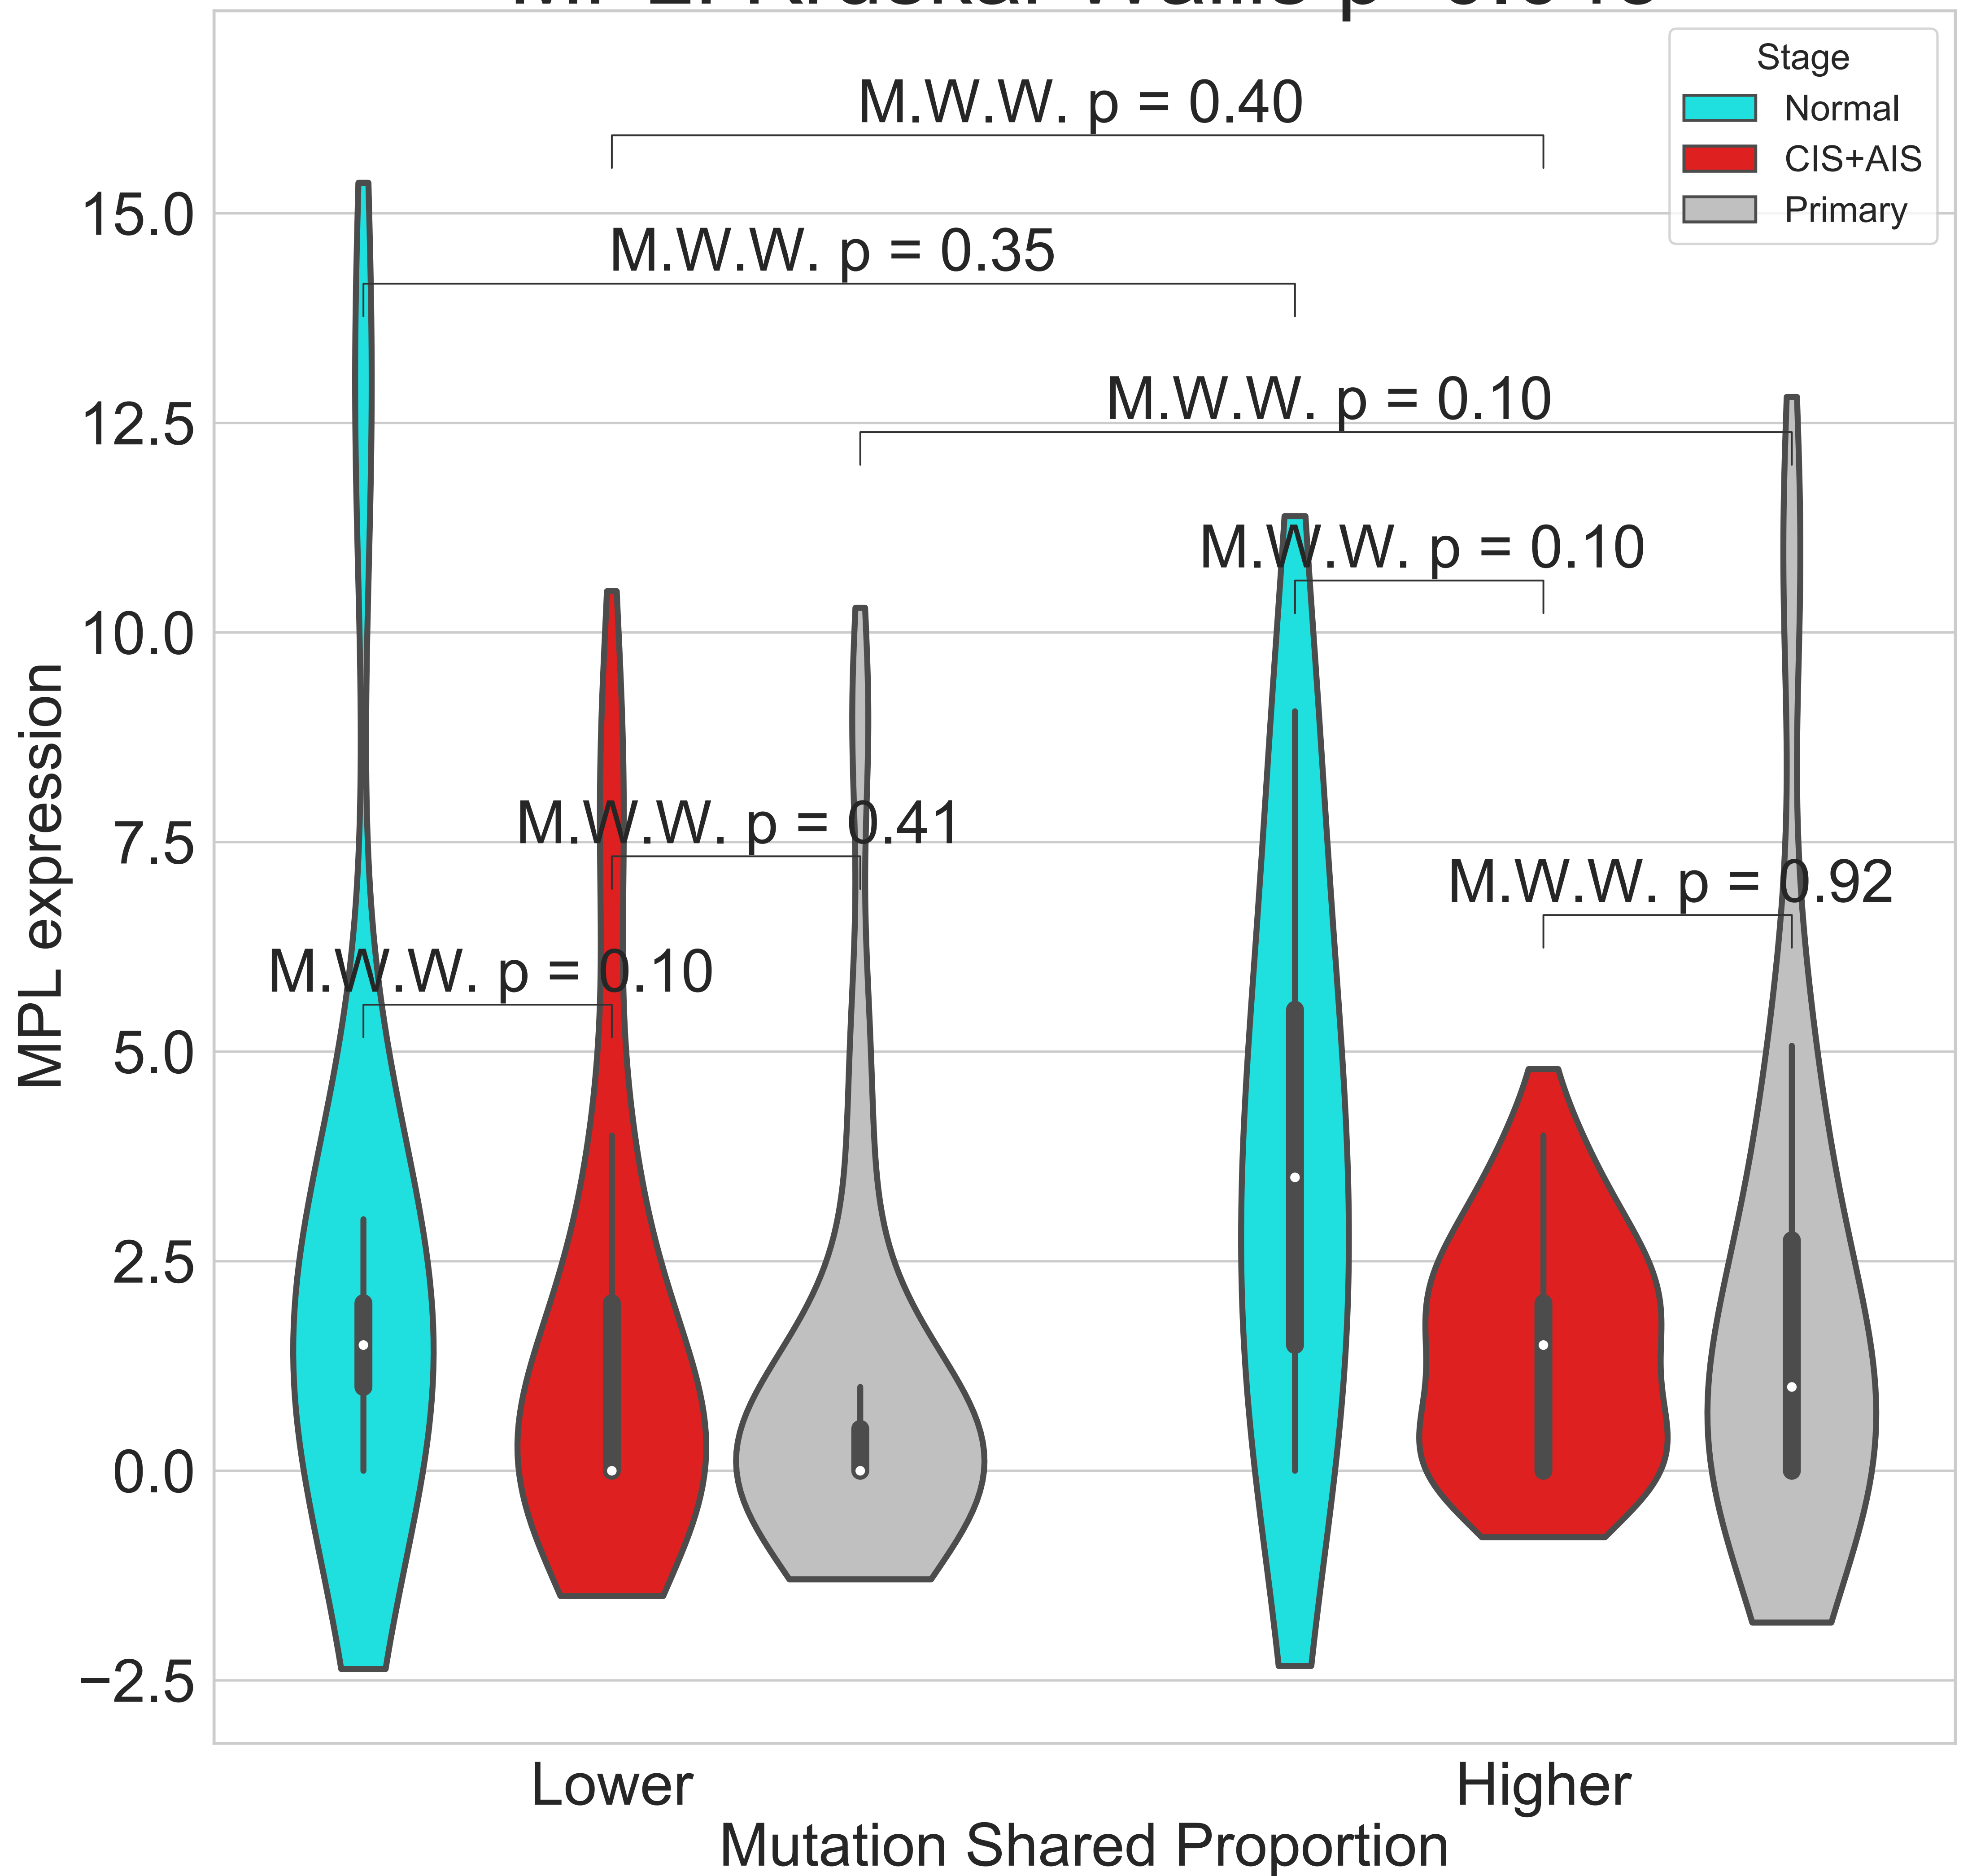 Stage
Normal
CIS+AIS
Primary
M.W.W. p = 0.40
M.W.W. p = 0.35
M.W.W. p = 0.10
M.W.W. p = 0.10
M.W.W. p = 0.41
M.W.W. p = 0.92
M.W.W. p = 0.10
15.0
12.5
10.0
7.5
5.0
2.5
0.0
−2.5
MPL expression
Lower
Higher
Mutation Shared Proportion